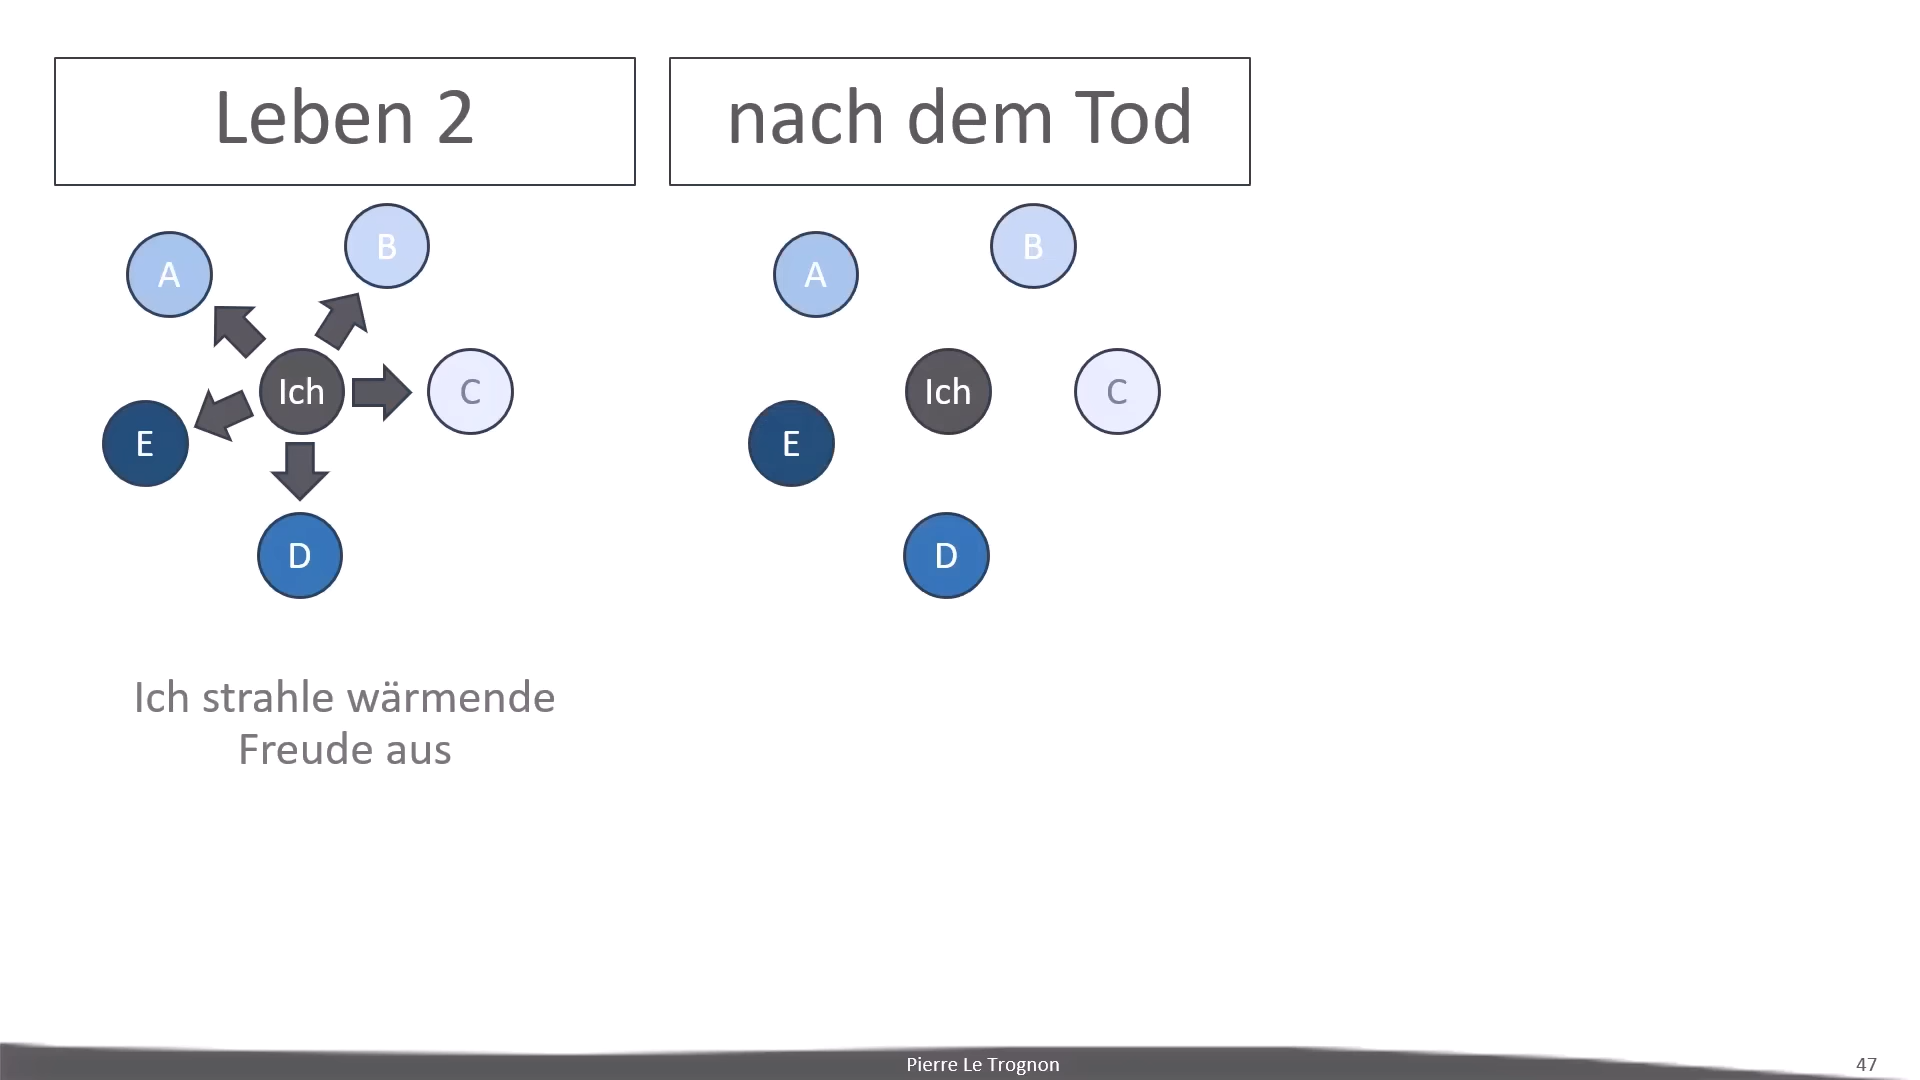 Leben 2
nach dem Tod
A
B
Ich
C
E
D
A
B
Ich
C
E
D
Ich strahle wärmende
Freude aus
Pierre Le Trognon
47